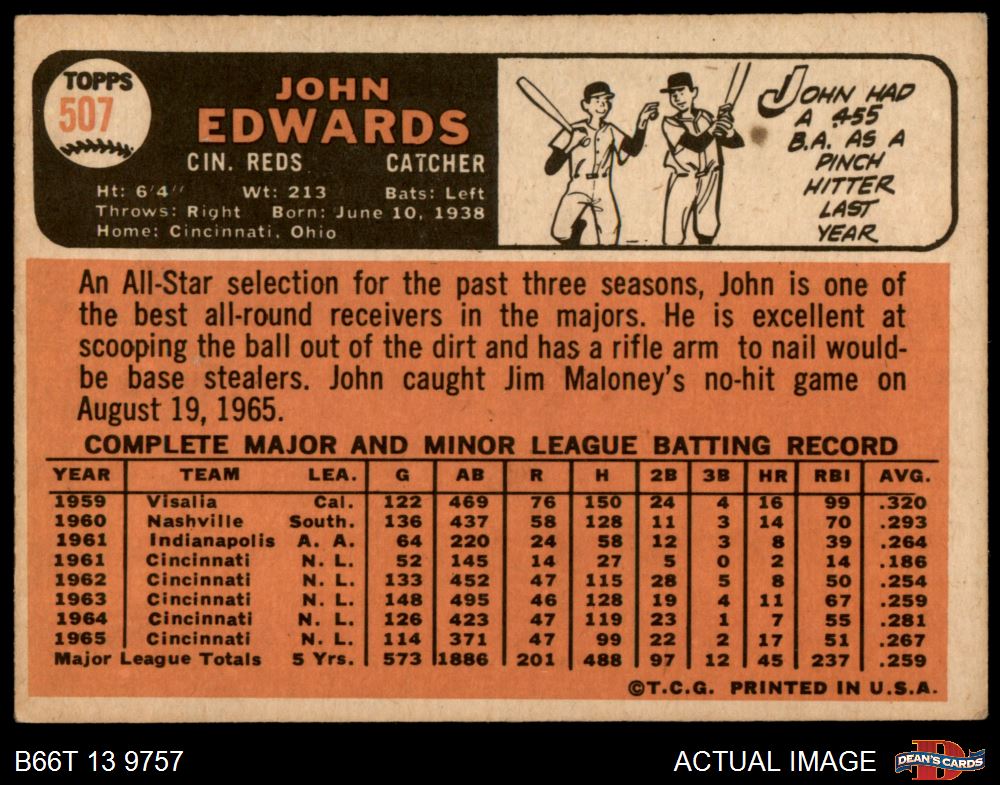 TOPPS
507
JOHN
EDWARDS
CIN. REDS CATCHER
Ht: 6'4" Wt: 213 Bats: Left
Throws: Right Born: June 10, 1938
Home: Cincinnati, Ohio
JOHN HAD
A .455
B.A. AS A
PINCH
HITTER
LAST
YEAR
An All-Star selection for the past three seasons, John is one of
the best all-round receivers in the majors. He is excellent at
scooping the ball out of the dirt and has a rifle arm to nail would-
be base stealers. John caught Jim Maloney's no-hit game on
August 19, 1965.
COMPLETE MAJOR AND MINOR LEAGUE BATTING RECORD
YEAR TEAM LEA. G AB R H 2B 3B HR RBI AVG.
1959 Visalia Cal. 122 469 76 150 24 4 16 99 .320
1960 Nashville South. 136 437 58 128 11 3 14 70 .293
1961 Indianapolis A. A. 64 220 24 58 12 3 8 39 .264
1961 Cincinnati N. L. 52 145 14 27 5 0 2 14 .186
1962 Cincinnati N. L. 133 452 47 115 28 5 8 50 .254
1963 Cincinnati N. L. 148 495 46 128 19 4 11 67 .259
1964 Cincinnati N. L. 126 423 47 119 23 1 7 55 .281
1965 Cincinnati N. L. 114 371 47 99 22 2 17 51 .267
Major League Totals 5 Yrs. 573 1886 201 488 97 12 45 237 .259
©T.C.G. PRINTED IN U.S.A.
B66T 13 9757 ACTUAL IMAGE
D
DEAN'S CARDS